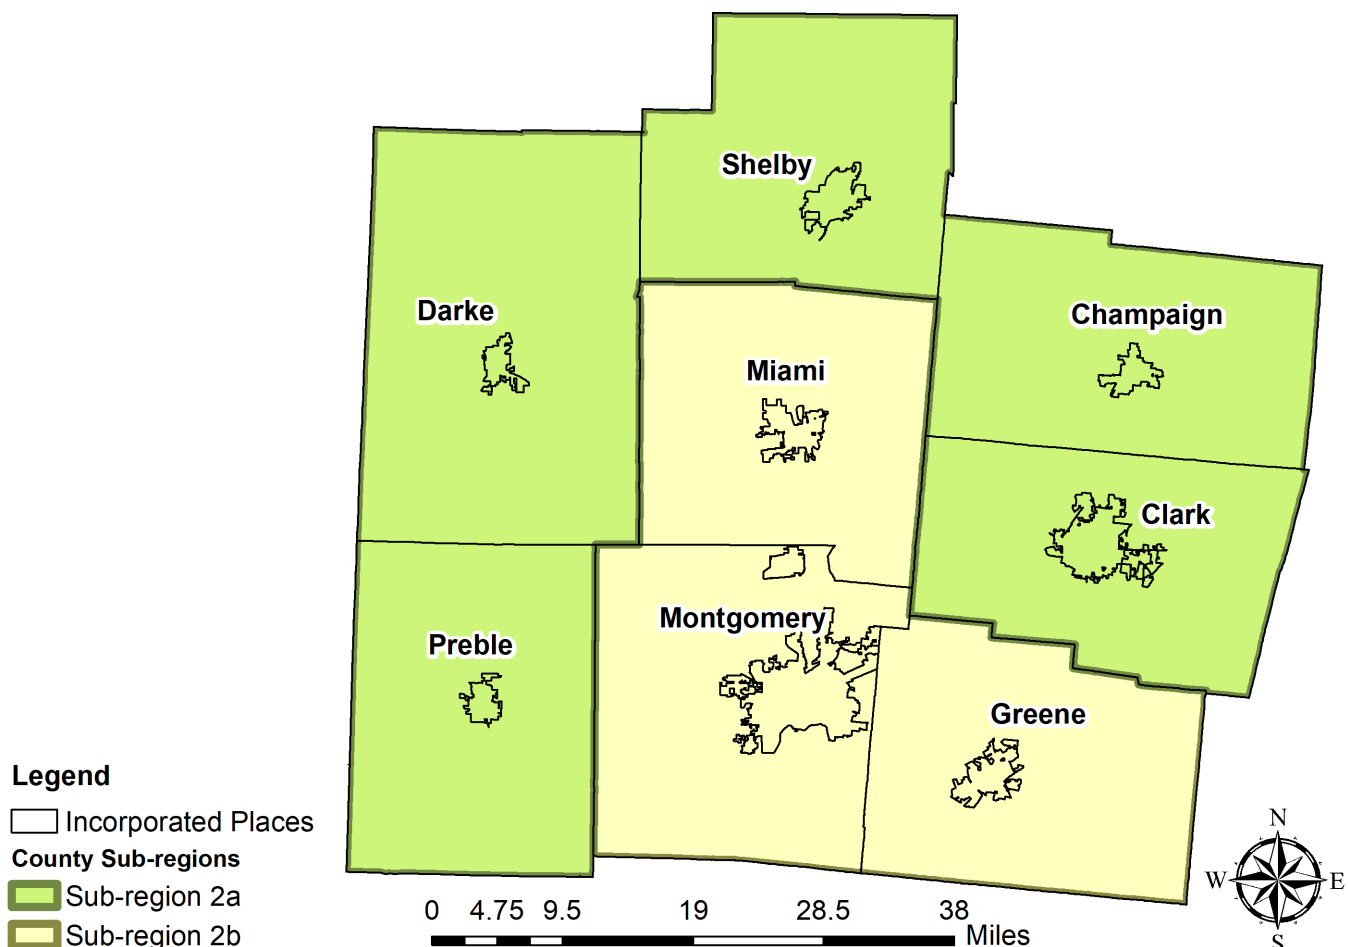 Shelby
Darke
Champaign
Miami
Clark
Montgomery
Preble
Greene
Legend
Incorporated Places
County Sub-regions
Sub-region 2a
Sub-region 2b
0 4.75 9.5 19 28.5 38
Miles
N
W E
S